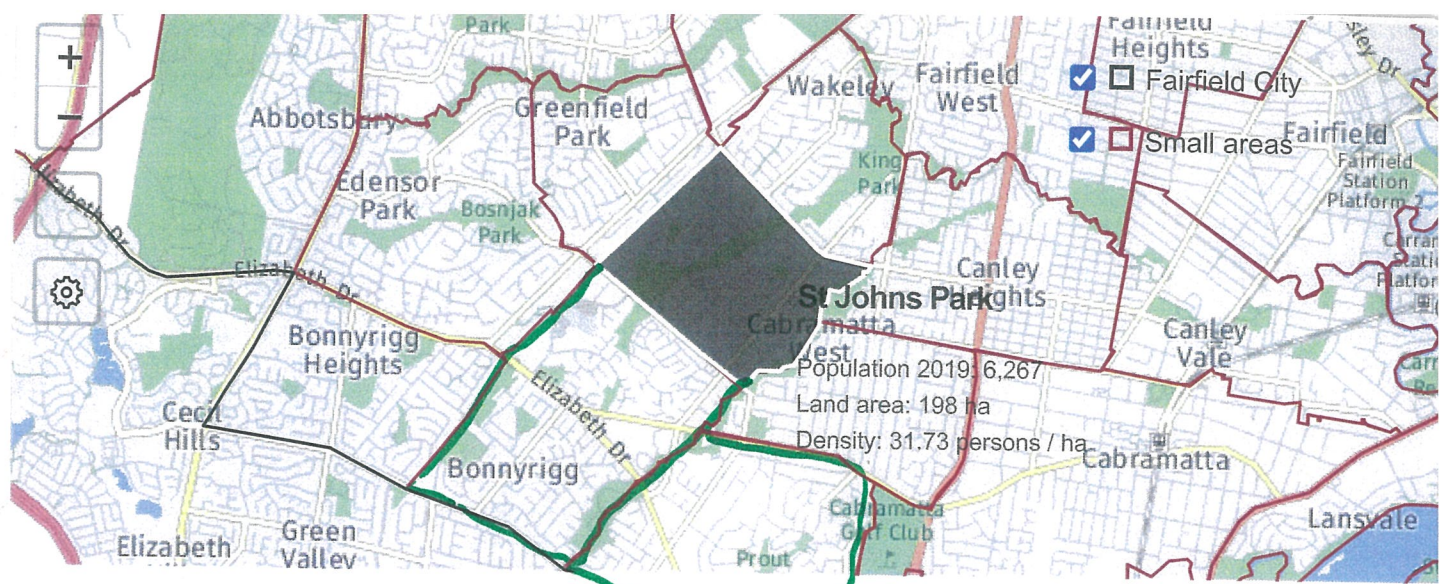 Park
Fairfield
Heights
sley Dr
+
Wakeley
Fairfield
West
Fairfield City
−
Abbotsbury
Greenfield
Park
Small areas
Fairfield
Fairfield
Station
Platform 2
King
Park
Edensor
Park
Bosnjak
Park
lizabeth Dr
Elizabeth Dr
Canley
Heights
St Johns Park
Cabramatta
West
Bonnyrigg
Heights
Canley
Vale
Population 2019: 6,267
Land area: 198 ha
Density: 31.73 persons / ha
Elizabeth Dr
Cecil
Hills
Bonnyrigg
Cabramatta
Cabramatta
Golf Club
Lansvale
Elizabeth
Green
Valley
Prout